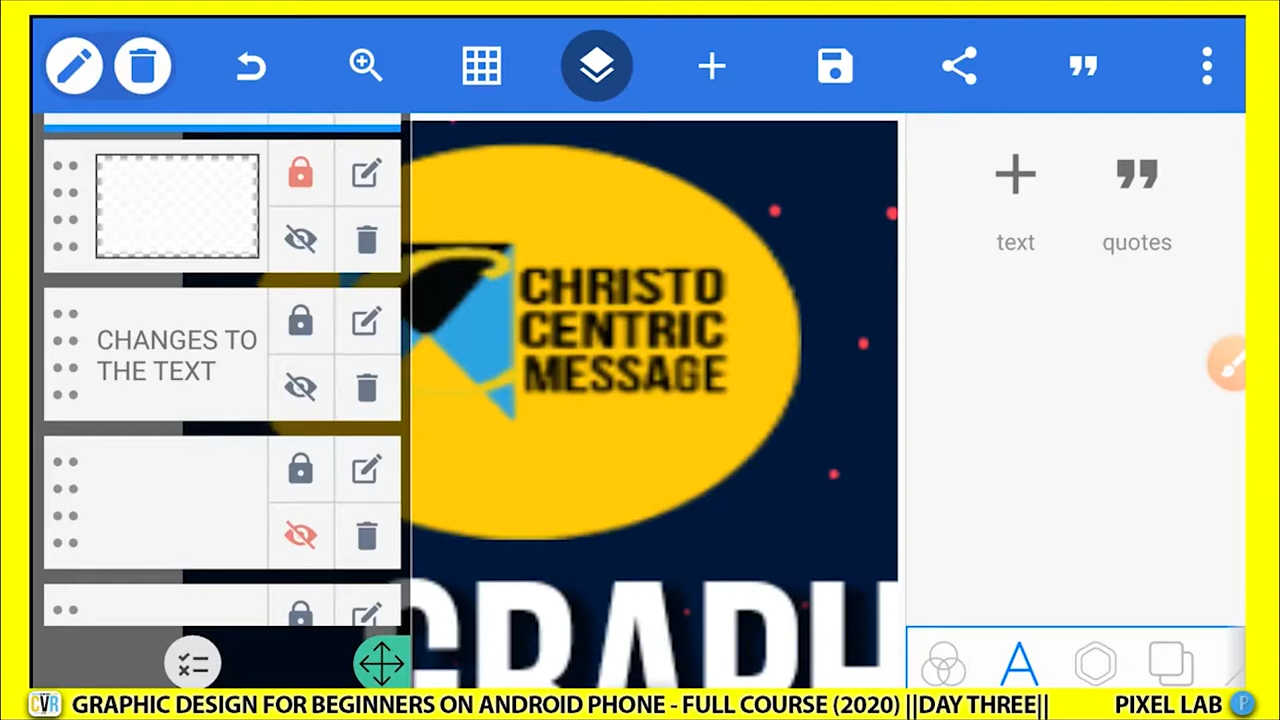 text
quotes
CHRISTO
CENTRIC
MESSAGE
CHANGES TO
THE TEXT
GRAPH
A
CVR GRAPHIC DESIGN FOR BEGINNERS ON ANDROID PHONE - FULL COURSE (2020) ||DAY THREE|| PIXEL LAB P